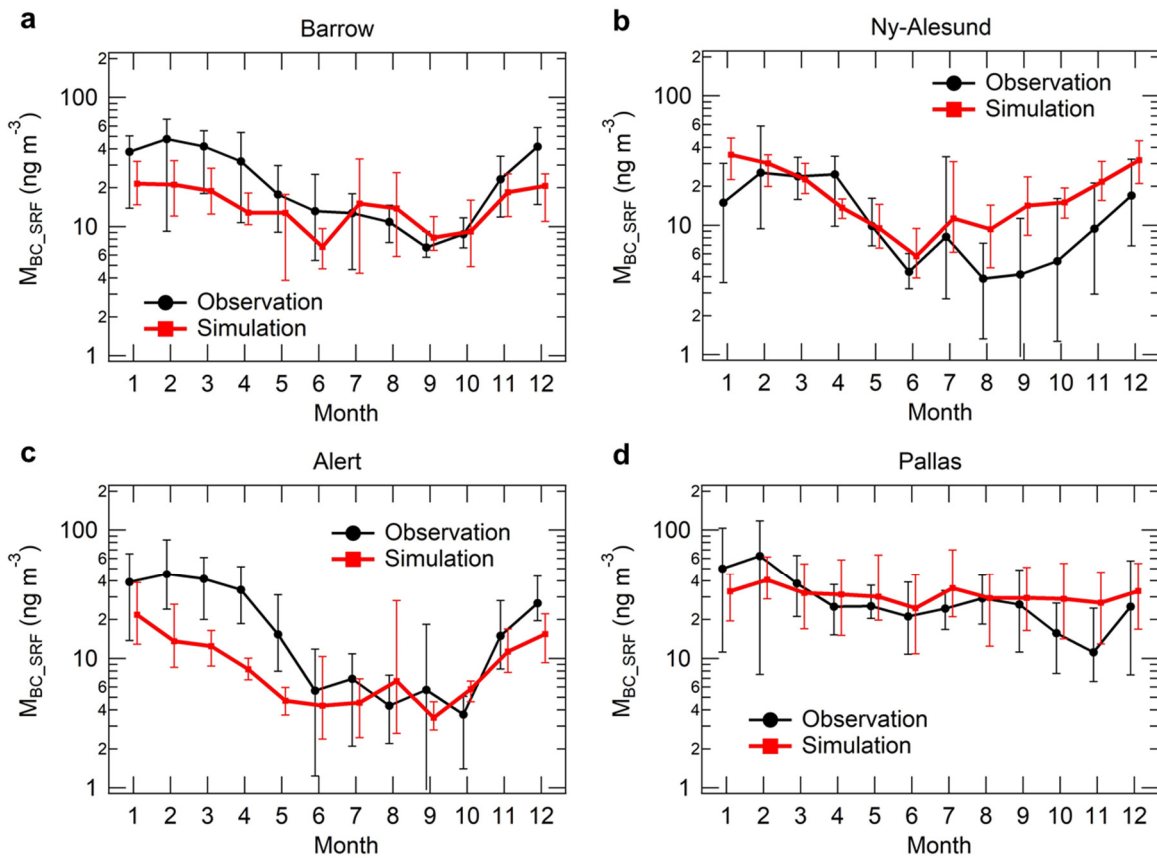 a
Barrow
2
100
6
4
2
10
6
4
2
1
M_BC_SRF (ng m⁻³)
Observation
Simulation
1 2 3 4 5 6 7 8 9 10 11 12
Month
b
Ny-Alesund
2
100
6
4
2
10
6
4
2
1
M_BC_SRF (ng m⁻³)
Observation
Simulation
1 2 3 4 5 6 7 8 9 10 11 12
Month
c
Alert
2
100
6
4
2
10
6
4
2
1
M_BC_SRF (ng m⁻³)
Observation
Simulation
1 2 3 4 5 6 7 8 9 10 11 12
Month
d
Pallas
2
100
6
4
2
10
6
4
2
1
M_BC_SRF (ng m⁻³)
Observation
Simulation
1 2 3 4 5 6 7 8 9 10 11 12
Month